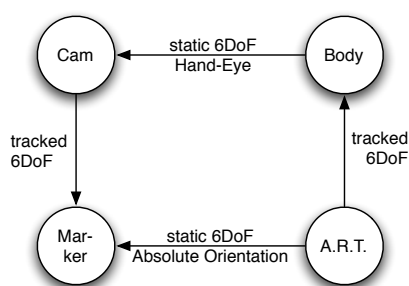 Cam
static 6DoF
Hand-Eye
Body
tracked
6DoF
tracked
6DoF
Mar-
ker
static 6DoF
Absolute Orientation
A.R.T.